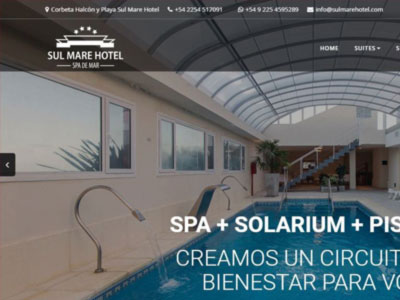 Corbeta Halcón y Playa Sul Mare Hotel +54 2254 517091 +54 9 225 4595289 info@sulmarehotel.com
SUL MARE HOTEL
SPA DE MAR
HOME SUITES
SPA + SOLARIUM + PIS
CREAMOS UN CIRCUIT
BIENESTAR PARA VO